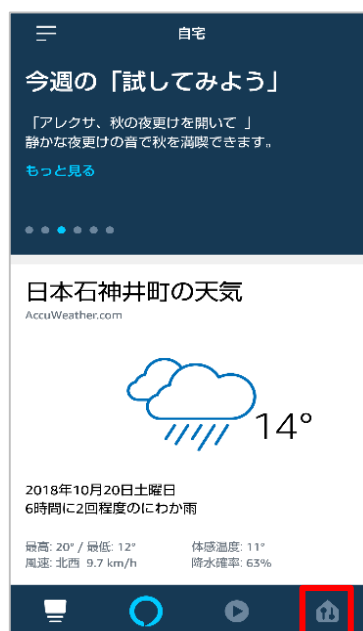 自宅
今週の「試してみよう」
「アレクサ、秋の夜更けを開いて 」
静かな夜更けの音で秋を満喫できます。
もっと見る
日本石神井町の天気
AccuWeather.com
14°
2018年10月20日土曜日
6時間に2回程度のにわか雨
最高: 20° / 最低: 12° 体感温度: 11°
風速: 北西 9.7 km/h 降水確率: 63%